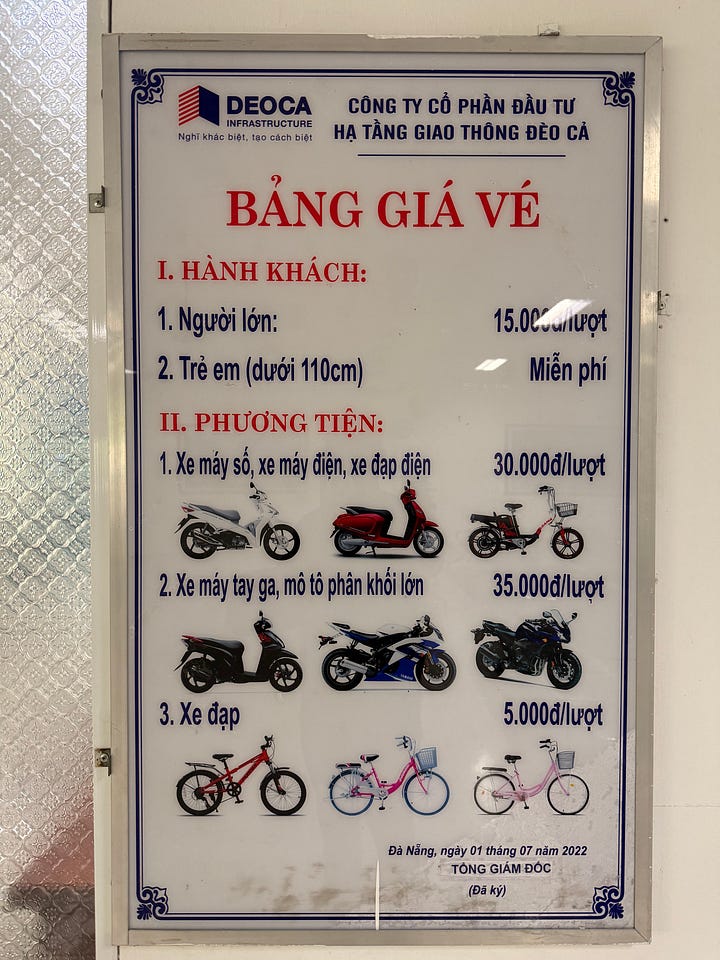 DEOCA
INFRASTRUCTURE
Nghĩ khác biệt, tạo cách biệt
CÔNG TY CỔ PHẦN ĐẦU TƯ
HẠ TẦNG GIAO THÔNG ĐÈO CẢ
BẢNG GIÁ VÉ
I. HÀNH KHÁCH:
1. Người lớn: 15.000đ/lượt
2. Trẻ em (dưới 110cm) Miễn phí
II. PHƯƠNG TIỆN:
1. Xe máy số, xe máy điện, xe đạp điện 30.000đ/lượt
2. Xe máy tay ga, mô tô phân khối lớn 35.000đ/lượt
3. Xe đạp 5.000đ/lượt
Đà Nẵng, ngày 01 tháng 07 năm 2022
TỔNG GIÁM ĐỐC
(Đã ký)